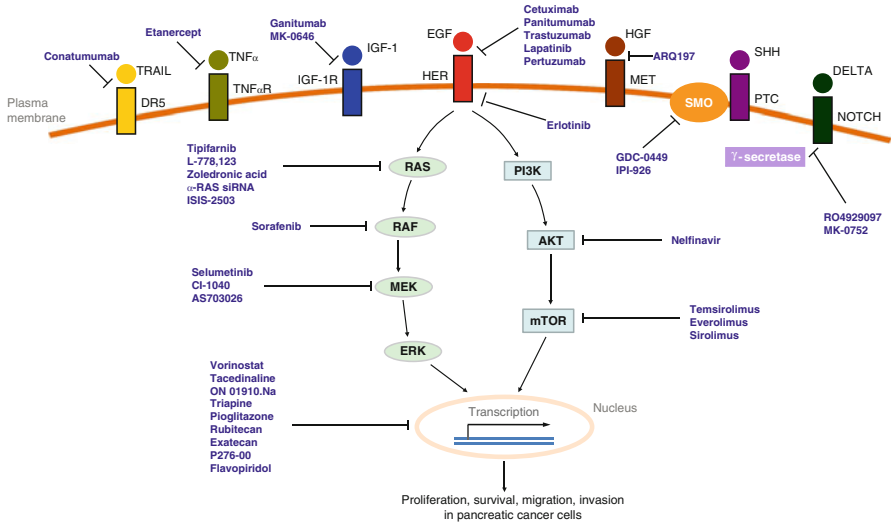 Cetuximab
Panitumumab
Trastuzumab
Lapatinib
Pertuzumab
Ganitumab
MK-0646
Etanercept
Conatumumab
TRAIL
DR5
TNFα
TNFαR
IGF-1
IGF-1R
EGF
HER
HGF
ARQ197
MET
SMO
SHH
PTC
DELTA
NOTCH
Plasma
membrane
Erlotinib
GDC-0449
IPI-926
γ-secretase
RO4929097
MK-0752
Tipifarnib
L-778,123
Zoledronic acid
α-RAS siRNA
ISIS-2503
RAS
PI3K
Sorafenib
RAF
AKT
Nelfinavir
Selumetinib
CI-1040
AS703026
MEK
mTOR
Temsirolimus
Everolimus
Sirolimus
ERK
Vorinostat
Tacedinaline
ON 01910.Na
Triapine
Pioglitazone
Rubitecan
Exatecan
P276-00
Flavopiridol
Transcription
Nucleus
Proliferation, survival, migration, invasion
in pancreatic cancer cells